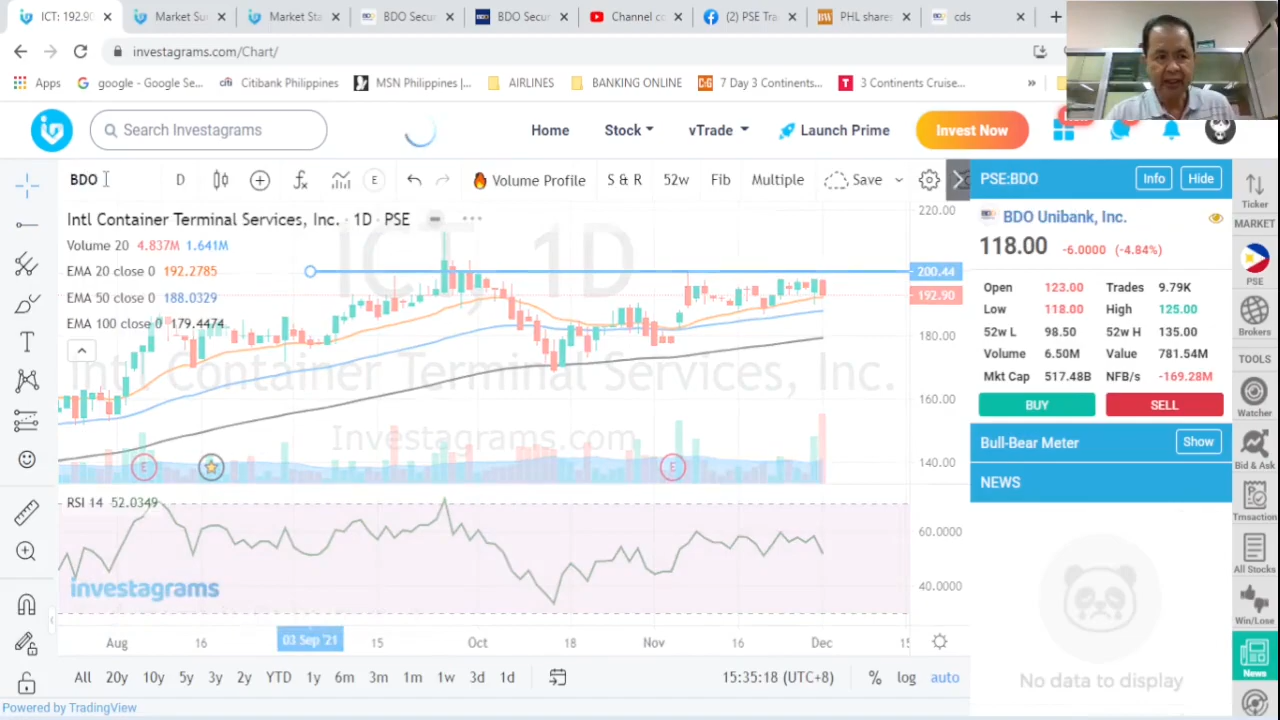 ICT: 192.90
Market Su
Market Sta
BDO Secur
BDO Secur
Channel co
(2) PSE Tra
PHL shares
cds
investagrams.com/Chart/
Apps
google - Google Se...
Citibank Philippines
MSN Philippines |...
AIRLINES
BANKING ONLINE
7 Day 3 Continents...
3 Continents Cruise...
Search Investagrams
Home
Stock
vTrade
Launch Prime
Invest Now
BDO
D
E
Volume Profile
S & R
52w
Fib
Multiple
Save
PSE:BDO
Info
Hide
Ticker
Intl Container Terminal Services, Inc. · 1D · PSE
Volume 20 4.837M 1.641M
EMA 20 close 0 192.2785
EMA 50 close 0 188.0329
EMA 100 close 0 179.4474
ICT, 1D
Intl Container Terminal Services, Inc.
Investagrams.com
220.00
200.44
192.90
180.00
160.00
140.00
E
E
RSI 14 52.0349
60.0000
40.0000
investagrams
Aug
16
03 Sep '21
15
Oct
18
Nov
16
Dec
15
All
20y
10y
5y
3y
2y
YTD
1y
6m
3m
1m
1w
3d
1d
15:35:18 (UTC+8)
%
log
auto
Powered by TradingView
BDO Unibank, Inc.
118.00 -6.0000 (-4.84%)
Open 123.00 Trades 9.79K
Low 118.00 High 125.00
52w L 98.50 52w H 135.00
Volume 6.50M Value 781.54M
Mkt Cap 517.48B NFB/s -169.28M
BUY
SELL
Bull-Bear Meter
Show
NEWS
No data to display
MARKET
PSE
Brokers
TOOLS
Watcher
Bid & Ask
Trnsaction
All Stocks
Win/Lose
News